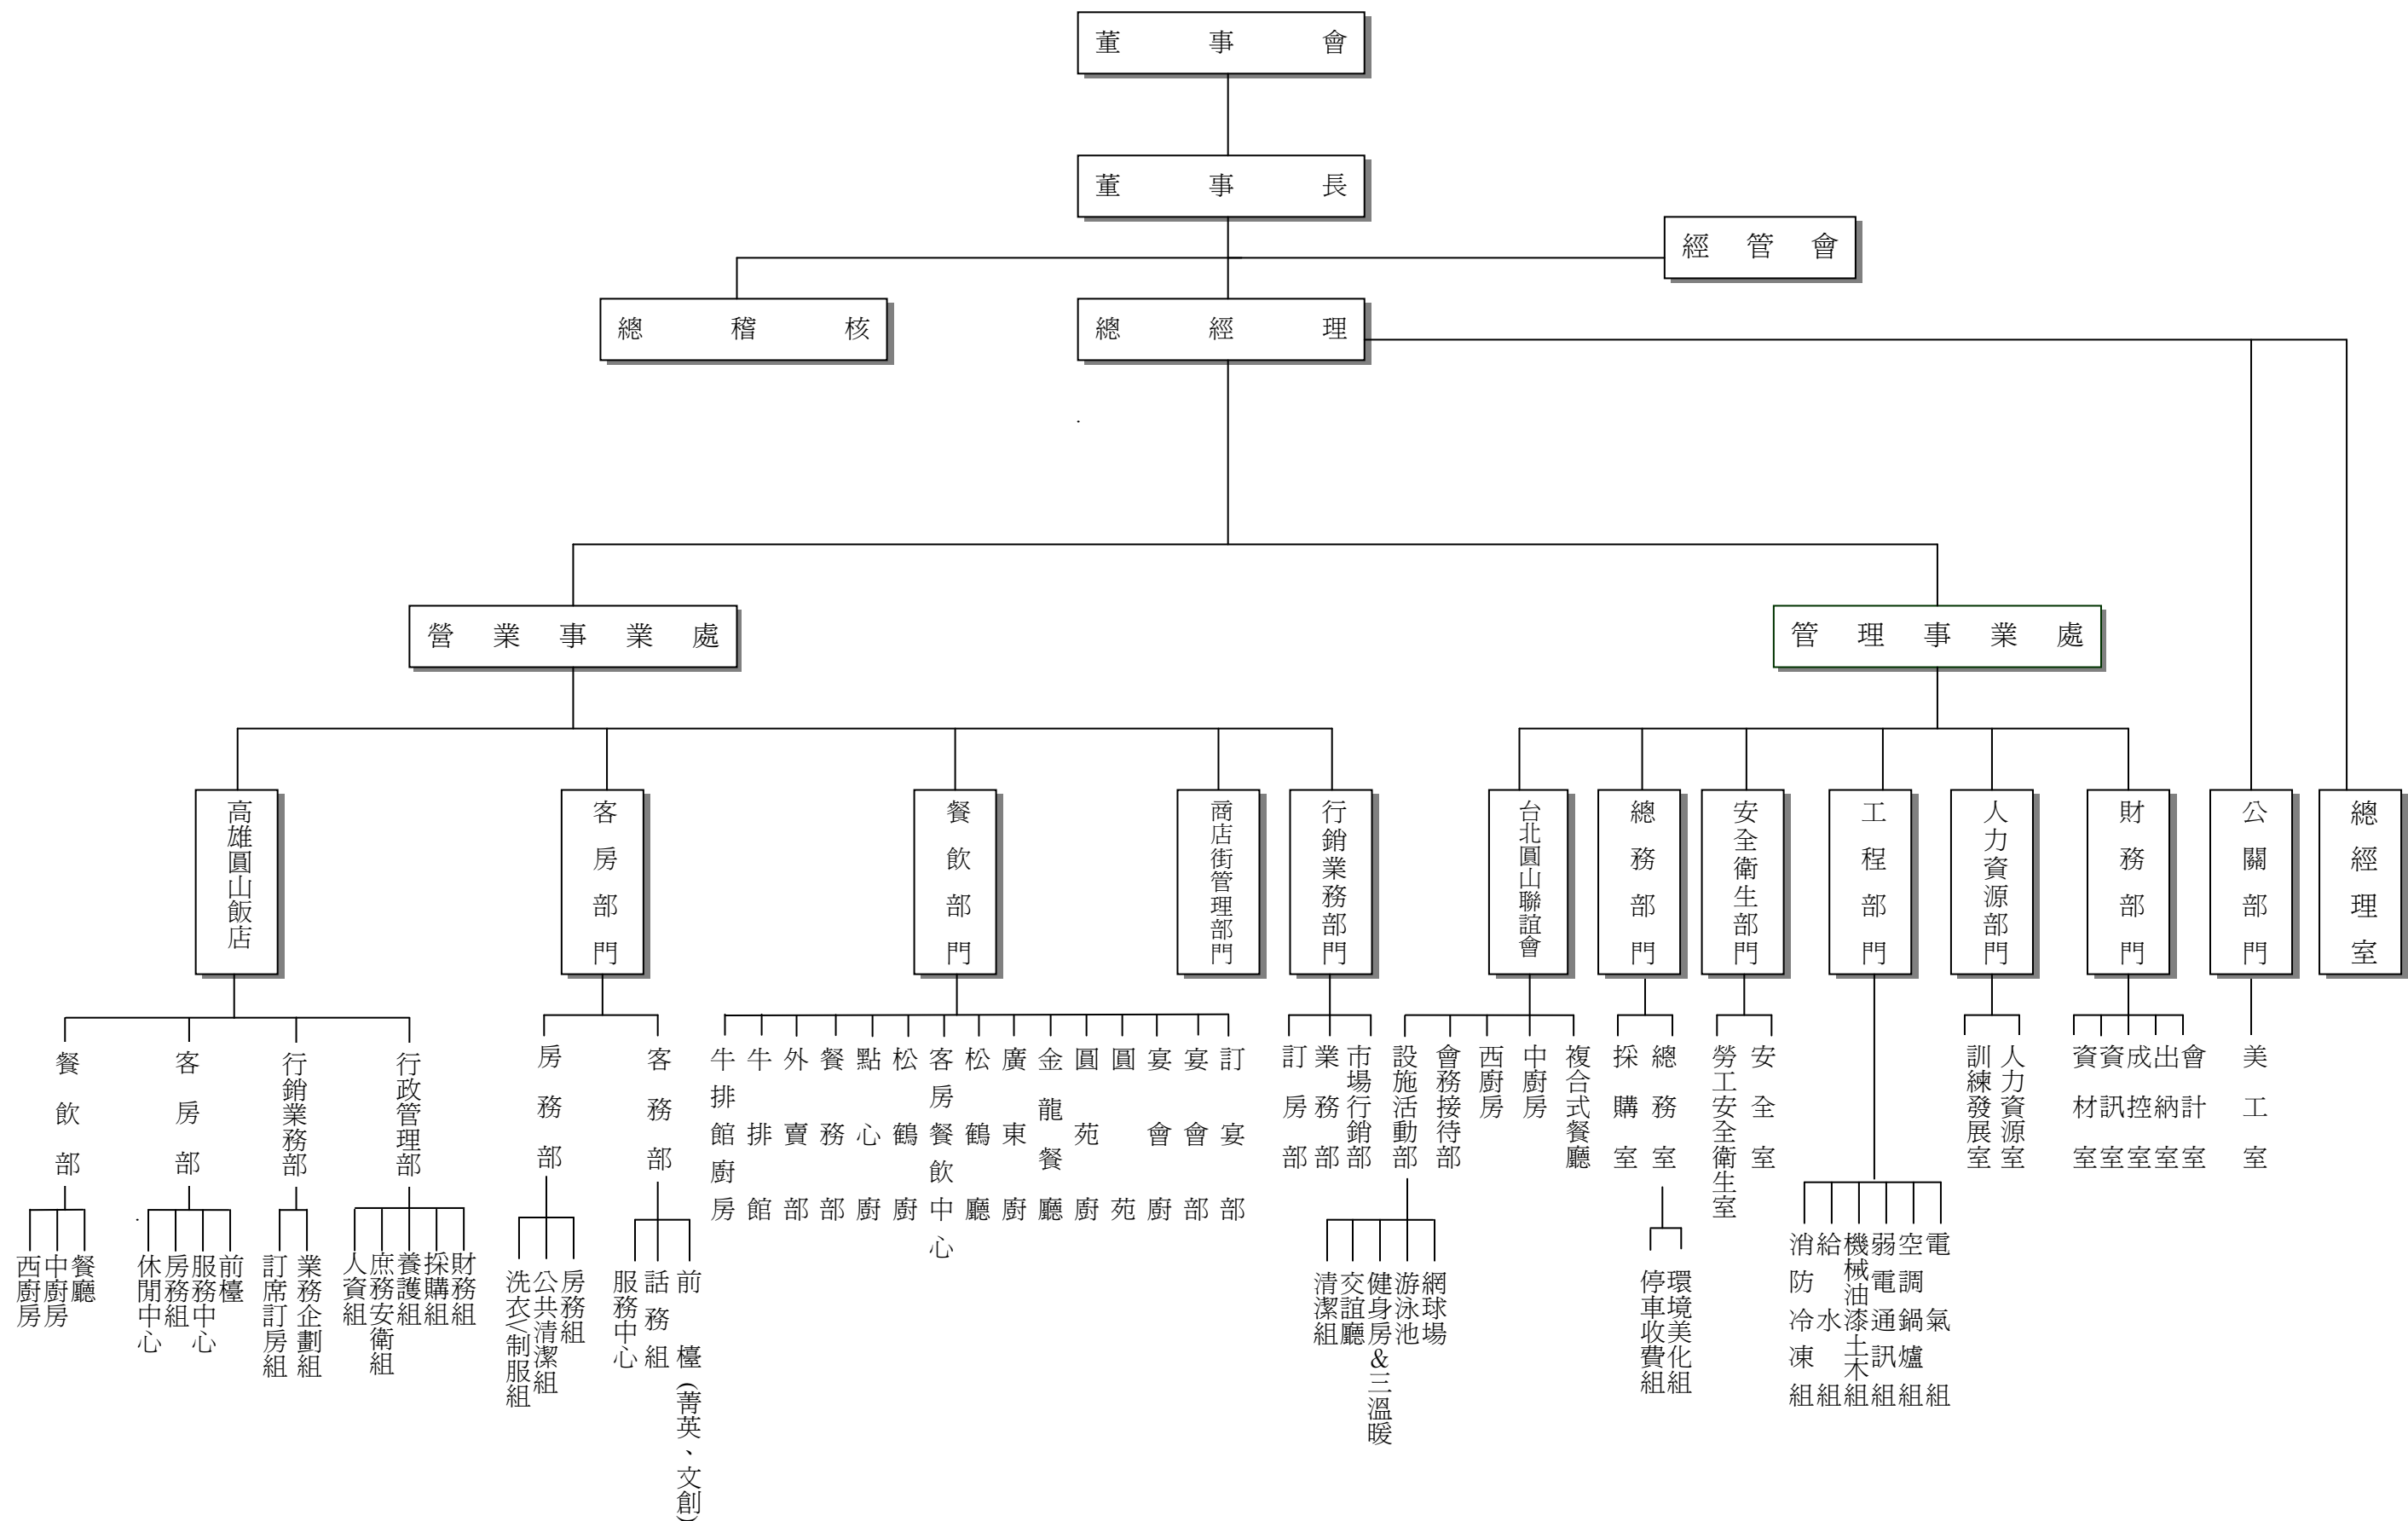 董事會
董事長
經管會
總稽核
總經理
營業事業處
管理事業處
高雄圓山飯店
客房部門
餐飲部門
商店街管理部門
行銷業務部門
台北圓山聯誼會
總務部門
安全衛生部門
工程部門
人力資源部門
財務部門
公關部門
總經理室
餐飲部
客房部
行銷業務部
行政管理部
房務部
客務部
牛排館廚房
牛排館
外賣部
餐務部
點心廚
松鶴廚
客房餐飲中心
松鶴廳
廣東廚
金龍餐廳
圓苑廚
圓苑
宴會廚
宴會部
訂宴部
訂房部
業務部
市場行銷部
設施活動部
會務接待部
西廚房
中廚房
複合式餐廳
採購室
總務室
勞工安全衛生室
安全室
訓練發展室
人力資源室
資材室
資訊室
成控室
出納室
會計室
美工室
西廚房
中廚房
餐廳
休閒中心
房務組
服務中心
前檯
訂席訂房組
業務企劃組
人資組
庶務安衛組
養護組
採購組
財務組
洗衣/制服組
公共清潔組
房務組
服務中心
話務組
前檯(菁英、文創)
清潔組
交誼廳
健身房&三溫暖
游泳池
網球場
停車收費組
環境美化組
消防冷凍組
給水組
機械油漆土木組
弱電通訊組
空調鍋爐組
電氣組